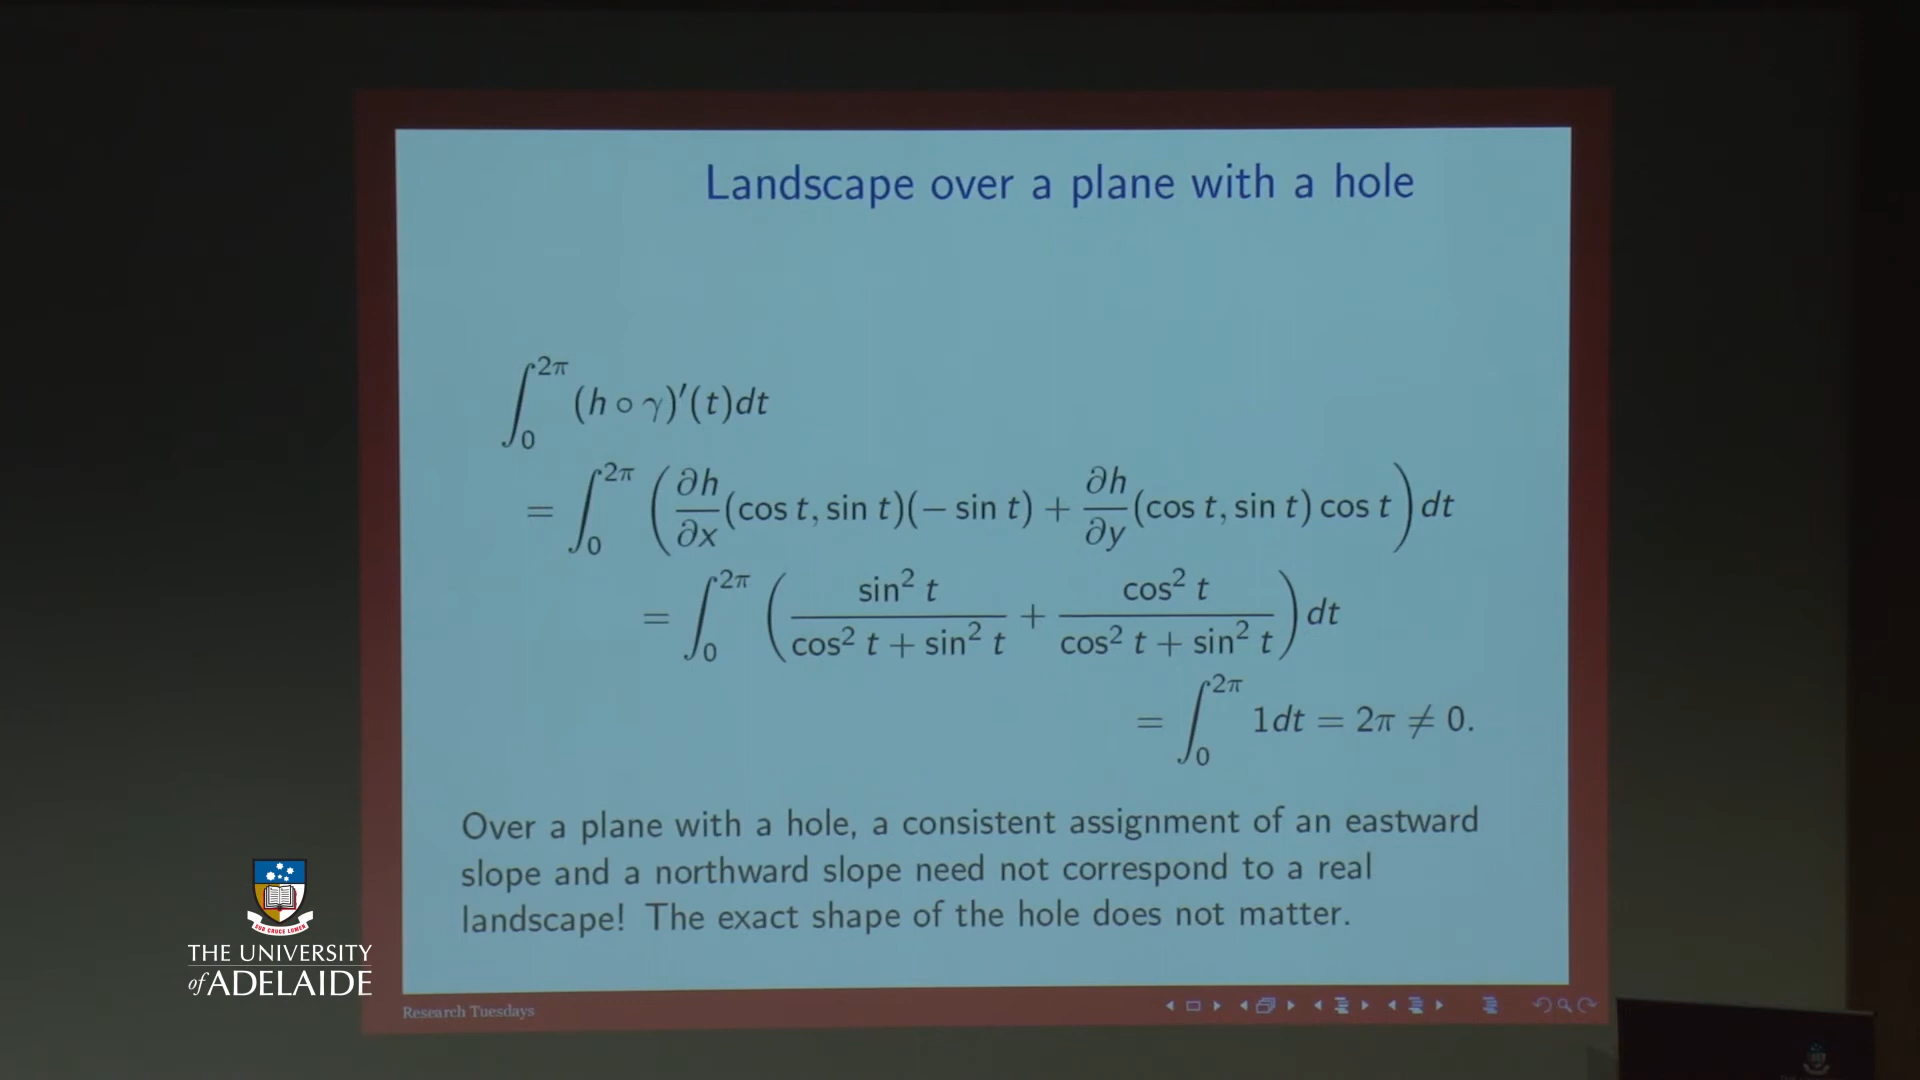 Landscape over a plane with a hole
∫₀^{2π} (h ∘ γ)′(t)dt
= ∫₀^{2π} (∂h/∂x (cos t, sin t)(− sin t) + ∂h/∂y (cos t, sin t) cos t) dt
= ∫₀^{2π} (sin² t / (cos² t + sin² t) + cos² t / (cos² t + sin² t)) dt
= ∫₀^{2π} 1dt = 2π ≠ 0.
Over a plane with a hole, a consistent assignment of an eastward
slope and a northward slope need not correspond to a real
landscape! The exact shape of the hole does not matter.
Research Tuesdays
SUB CRUCE LUMEN
THE UNIVERSITY
of ADELAIDE